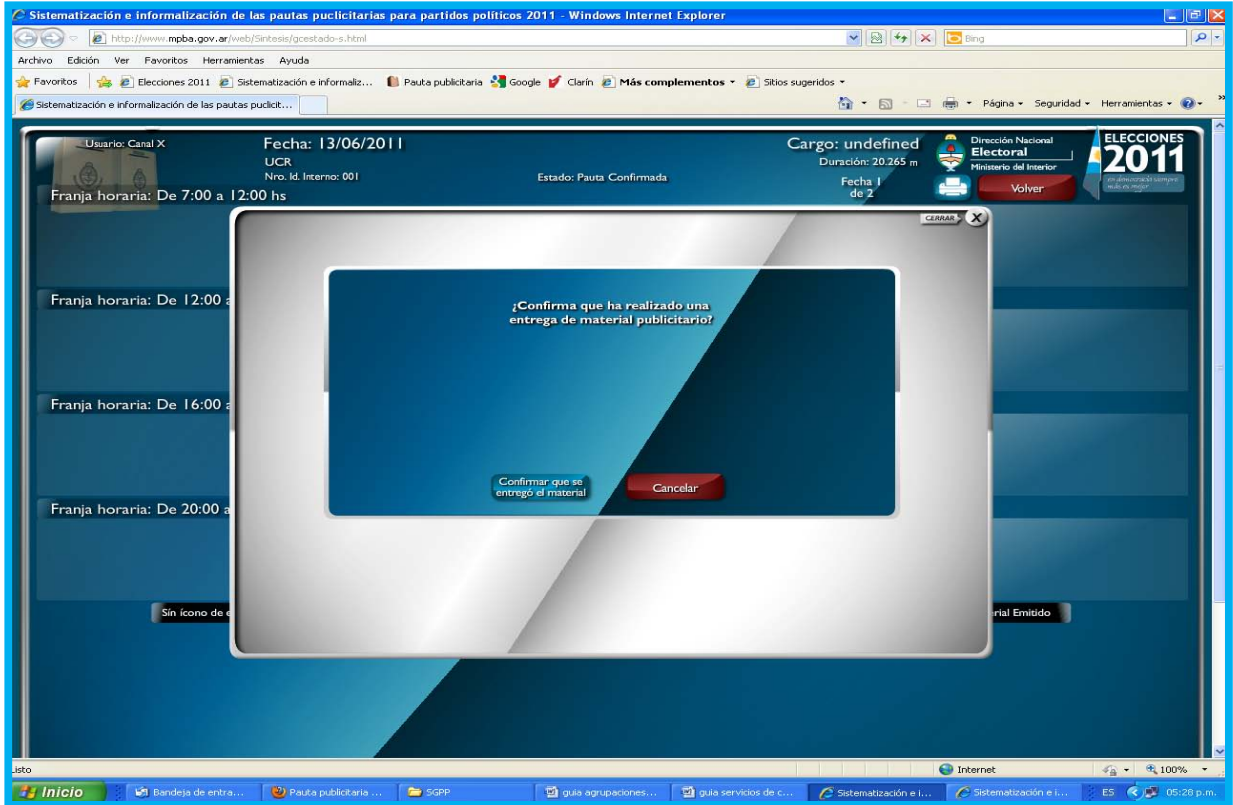 Sistematización e informalización de las pautas puclicitarias para partidos políticos 2011 - Windows Internet Explorer
http://www.mpba.gov.ar/web/Sintesis/gcestado-s.html
Bing
Archivo Edición Ver Favoritos Herramientas Ayuda
Favoritos Elecciones 2011 Sistematización e informaliz... Pauta publicitaria Google Clarín Más complementos Sitios sugeridos
Sistematización e informalización de las pautas puclicit...
Página Seguridad Herramientas
Usuario: Canal X
Fecha: 13/06/2011
UCR
Nro. Id. Interno: 001
Estado: Pauta Confirmada
Cargo: undefined
Duración: 20.265 m
Fecha 1
de 2
Dirección Nacional
Electoral
Ministerio del Interior
Volver
ELECCIONES
2011
en democracia siempre
más es mejor
Franja horaria: De 7:00 a 12:00 hs
CERRAR X
¿Confirma que ha realizado una
entrega de material publicitario?
Franja horaria: De 12:00 a
Franja horaria: De 16:00 a
Confirmar que se
entregó el material
Cancelar
Franja horaria: De 20:00 a
Sín ícono de e
rial Emitido
Listo
Internet
100%
Inicio
Bandeja de entra...
Pauta publicitaria ...
SGPP
guia agrupaciones...
guia servicios de c...
Sistematización e i...
Sistematización e i...
ES
05:28 p.m.